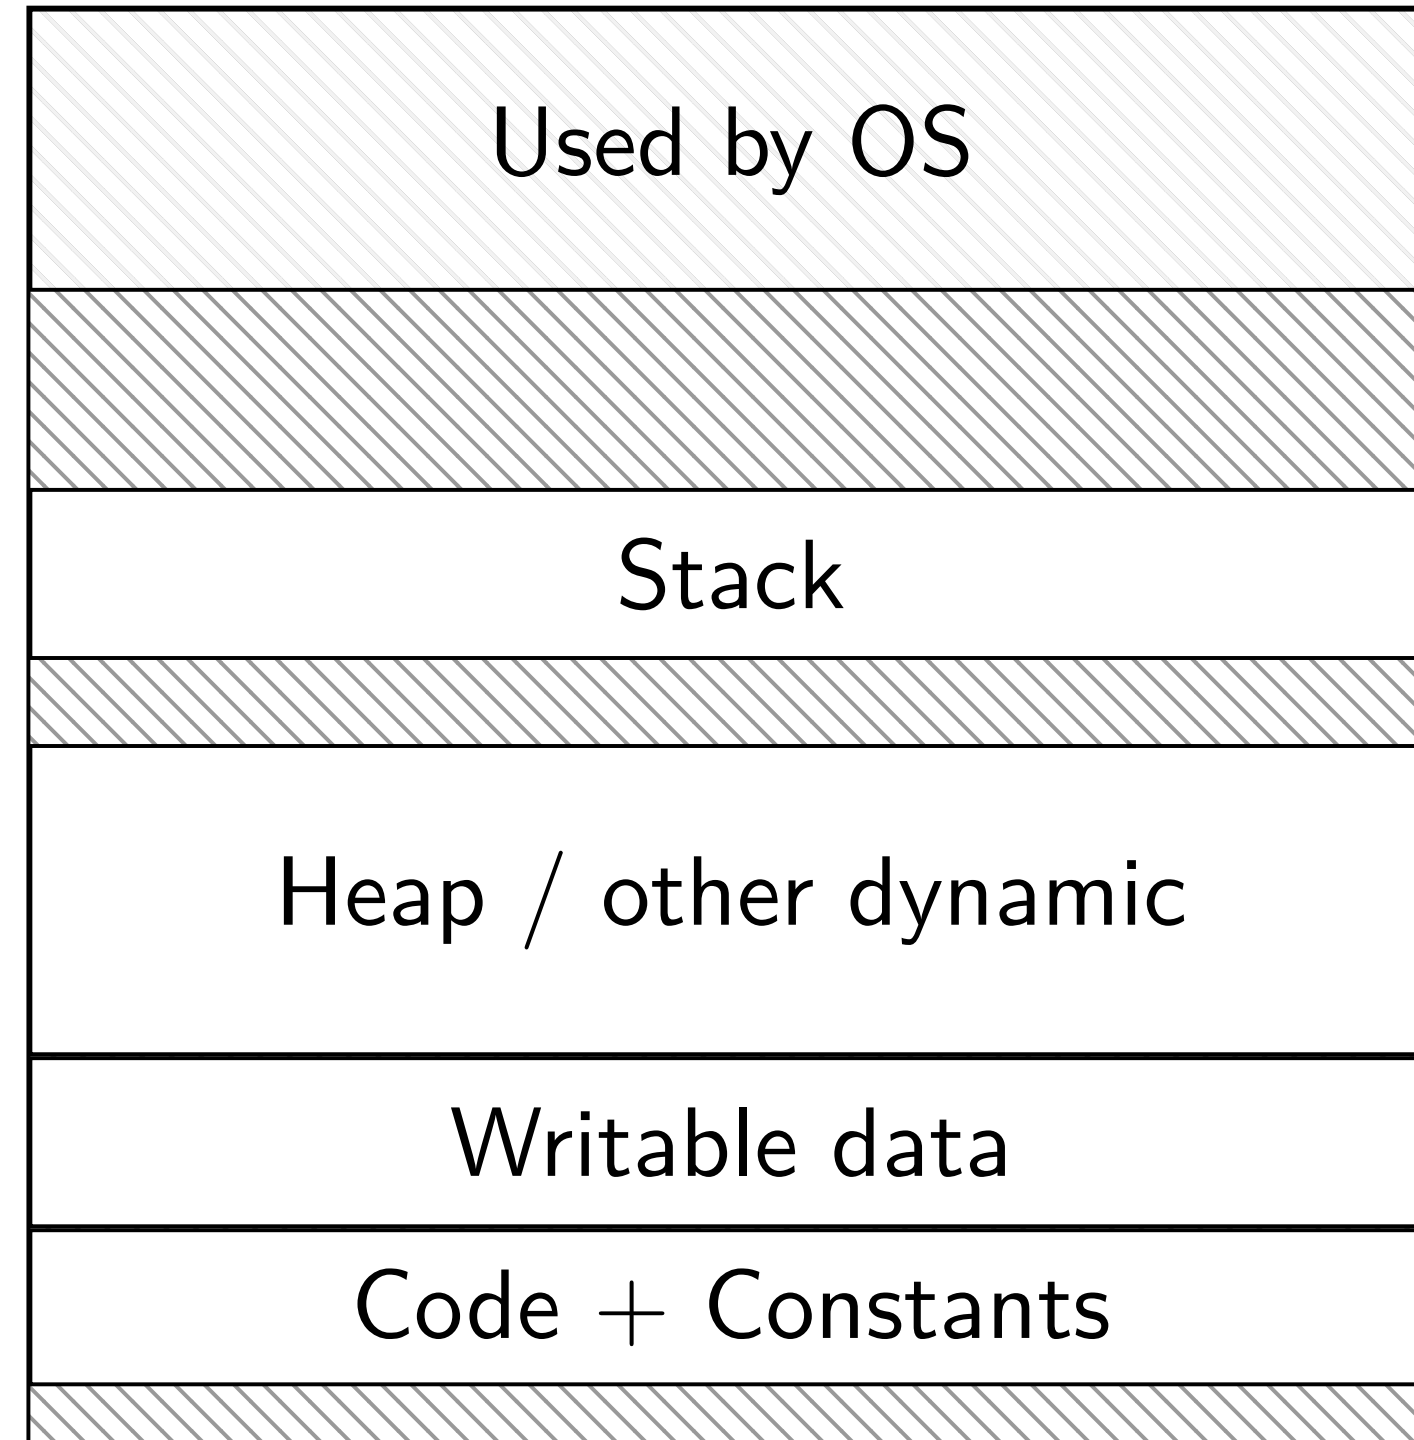 Used by OS
Stack
Heap / other dynamic
Writable data
Code + Constants